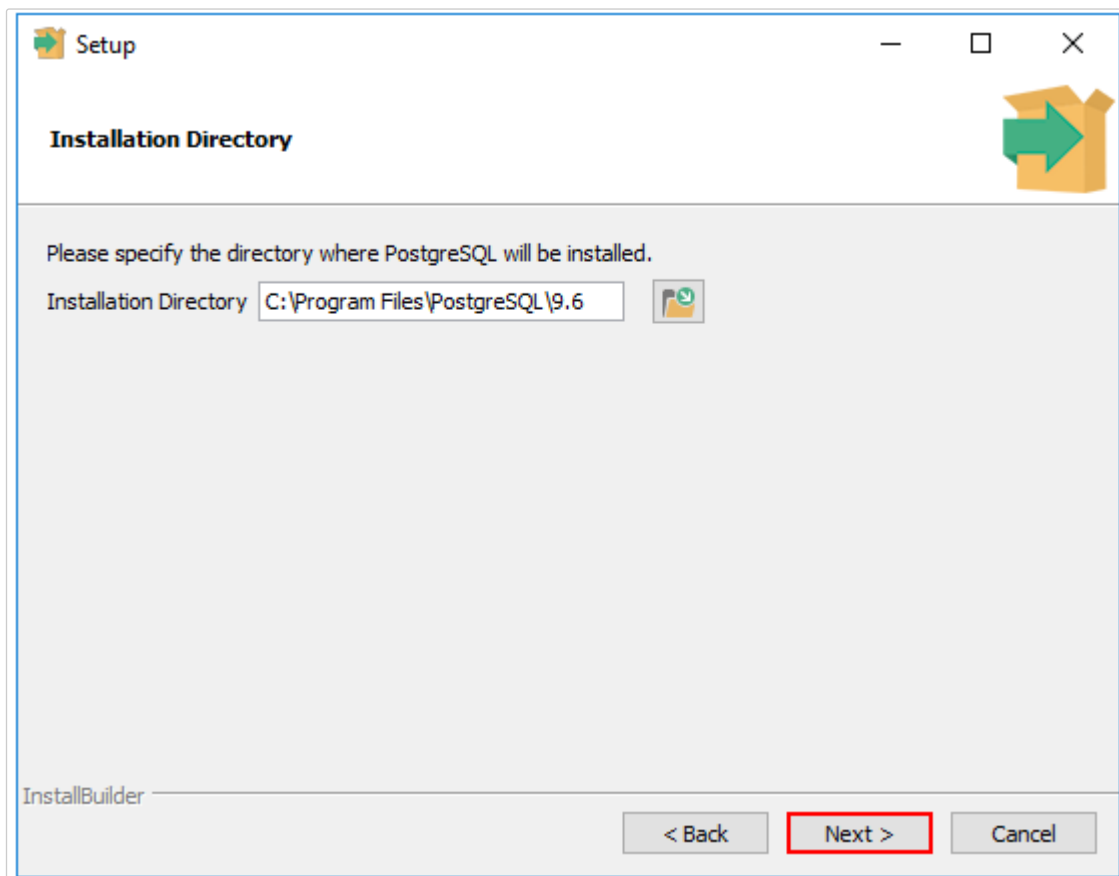 Setup
Installation Directory
Please specify the directory where PostgreSQL will be installed.
Installation Directory C:\Program Files\PostgreSQL\9.6
InstallBuilder
< Back Next > Cancel